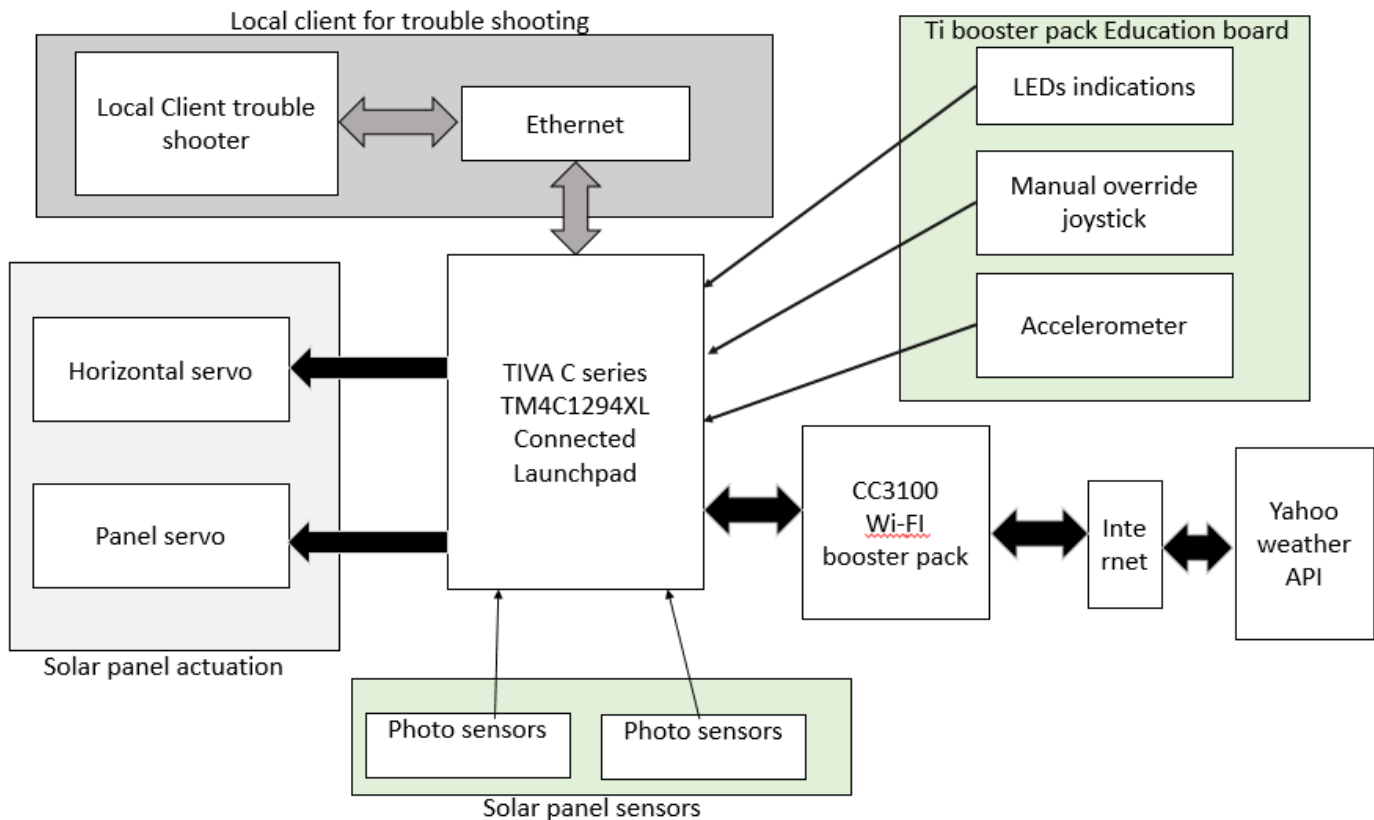 Local client for trouble shooting
Local Client trouble
shooter
Ethernet
Ti booster pack Education board
LEDs indications
Manual override
joystick
Accelerometer
Horizontal servo
Panel servo
Solar panel actuation
TIVA C series
TM4C1294XL
Connected
Launchpad
CC3100
Wi-FI
booster pack
Inte
rnet
Yahoo
weather
API
Photo sensors
Photo sensors
Solar panel sensors